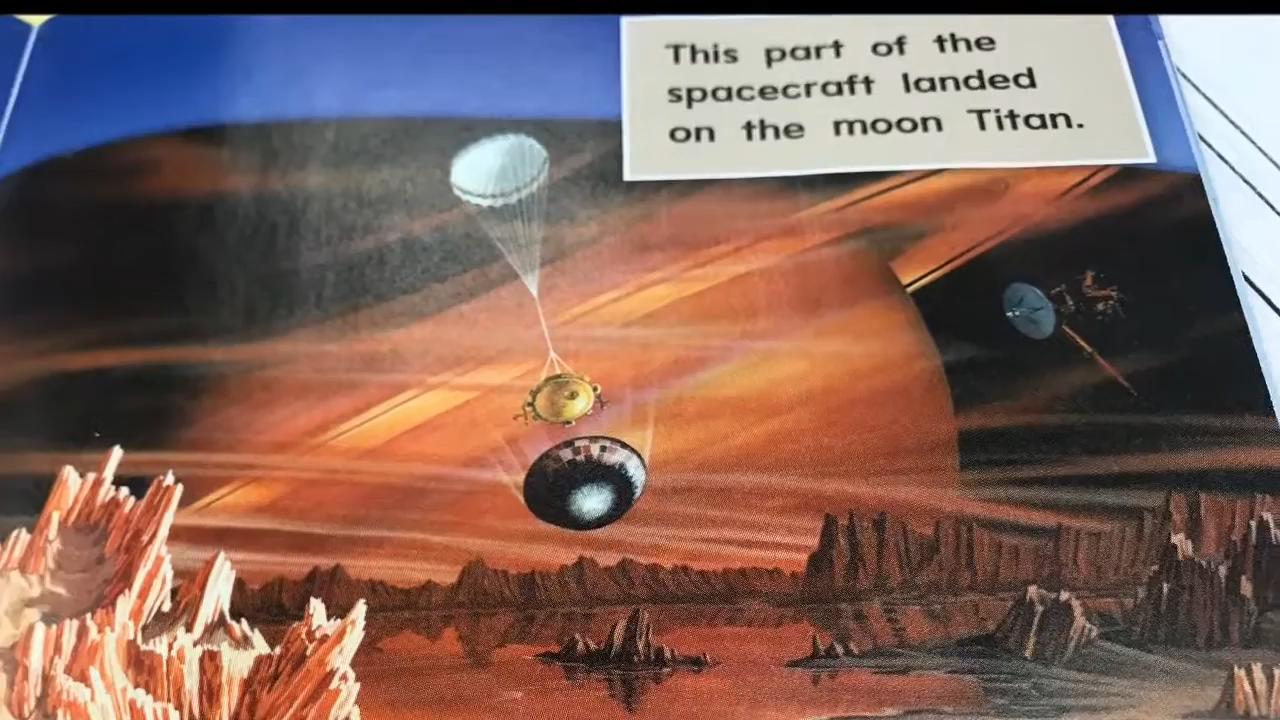 This part of the
spacecraft landed
on the moon Titan.